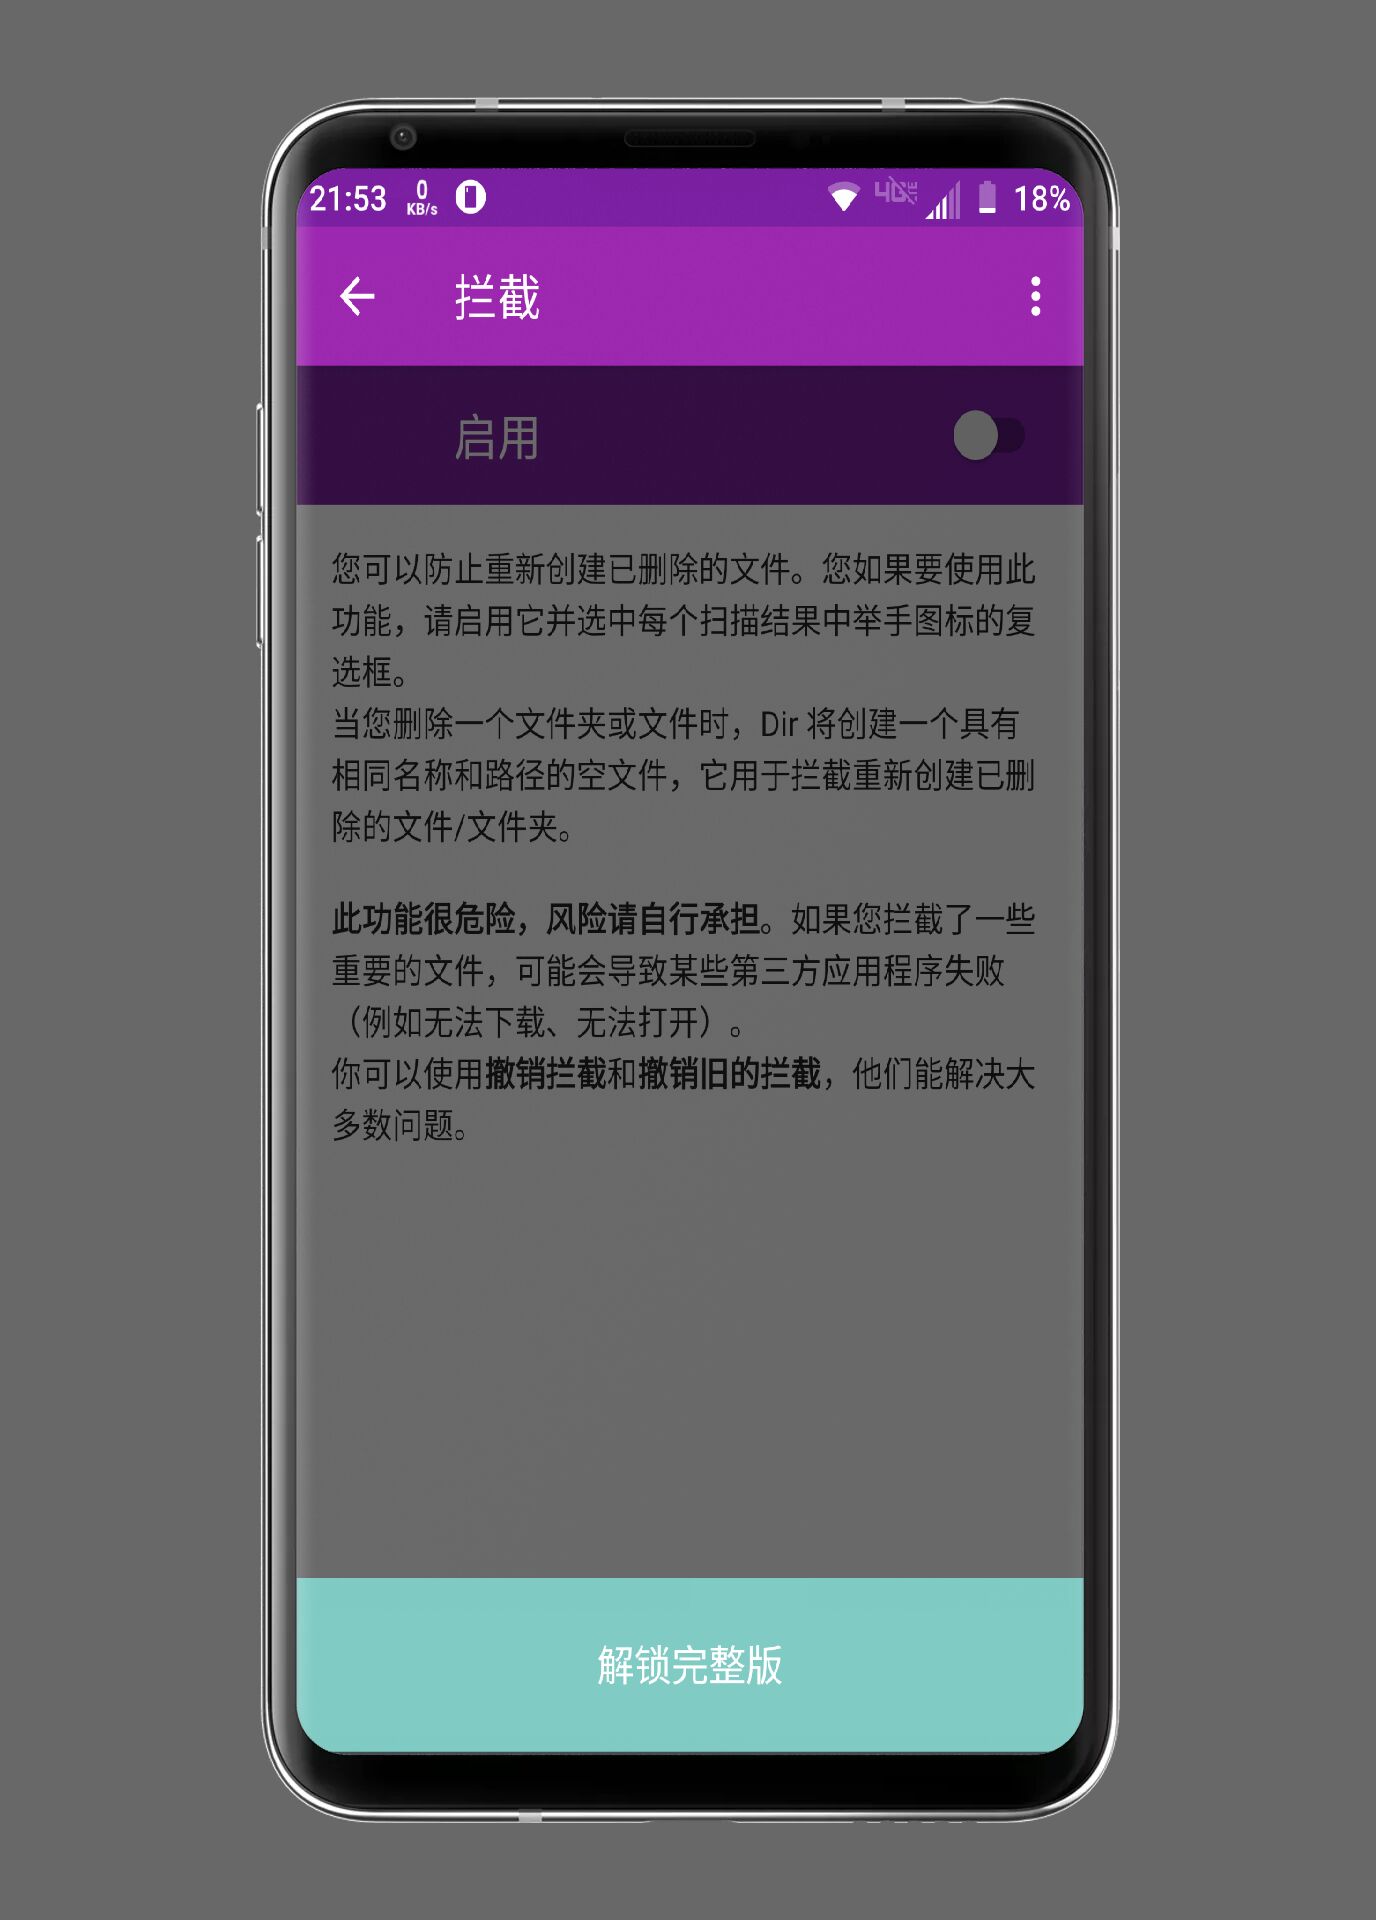 21:53 0 KB/s 4G LTE 18%
拦截
启用
您可以防止重新创建已删除的文件。您如果要使用此
功能，请启用它并选中每个扫描结果中举手图标的复
选框。
当您删除一个文件夹或文件时，Dir 将创建一个具有
相同名称和路径的空文件，它用于拦截重新创建已删
除的文件/文件夹。
此功能很危险，风险请自行承担。如果您拦截了一些
重要的文件，可能会导致某些第三方应用程序失败
（例如无法下载、无法打开）。
你可以使用撤销拦截和撤销旧的拦截，他们能解决大
多数问题。
解锁完整版